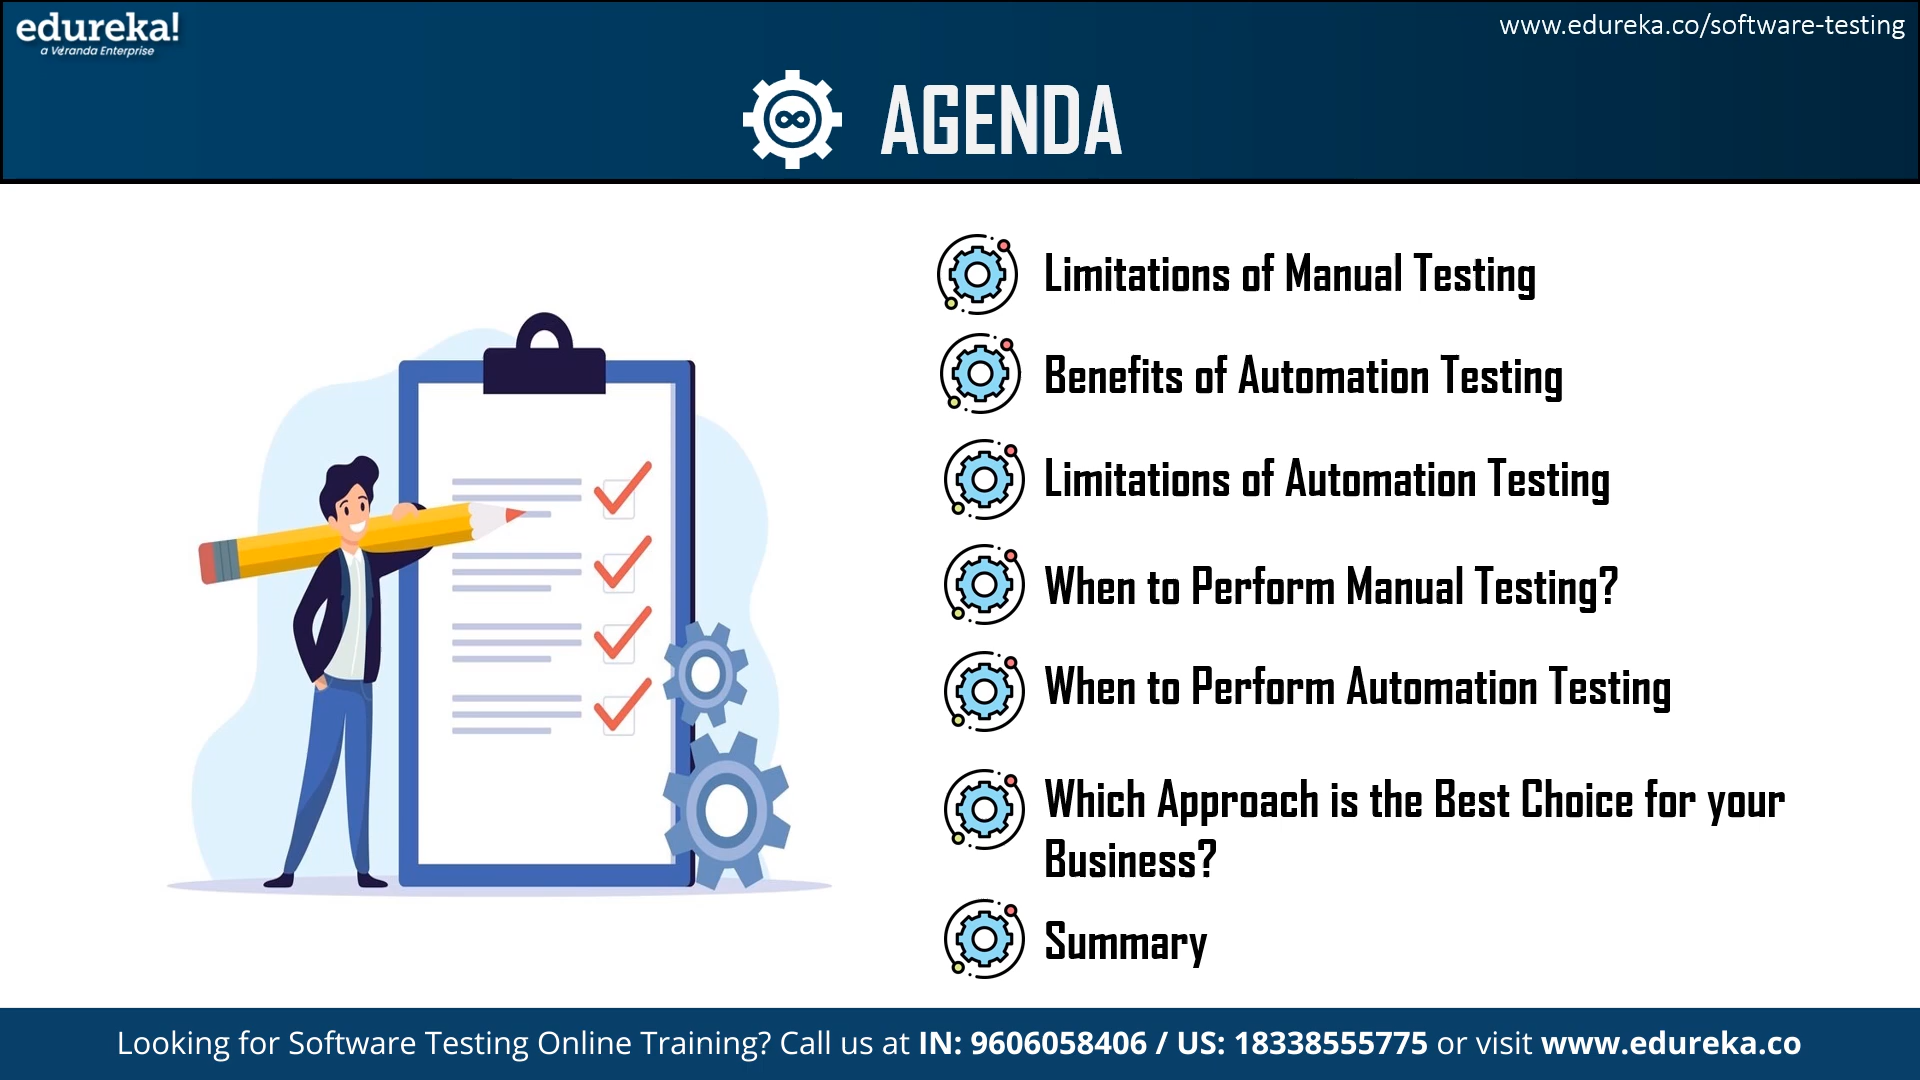 edureka!
a Veranda Enterprise
www.edureka.co/software-testing
AGENDA
Limitations of Manual Testing
Benefits of Automation Testing
Limitations of Automation Testing
When to Perform Manual Testing?
When to Perform Automation Testing
Which Approach is the Best Choice for your
Business?
Summary
Looking for Software Testing Online Training? Call us at IN: 9606058406 / US: 18338555775 or visit www.edureka.co